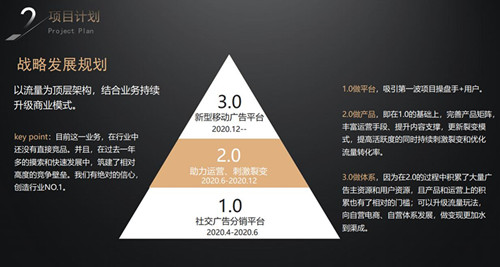 2 项目计划
Project Plan
战略发展规划
以流量为顶层架构，结合业务持续
升级商业模式。
key point：目前这一业务，在行业中
还没有直接竞品。并且，在过去一年
多的摸索和快速发展中，筑建了相对
高度的竞争壁垒。我们有绝对的信心，
创造行业NO.1。
3.0
新型移动广告平台
2020.12--
2.0
助力运营、刺激裂变
2020.6-2020.12
1.0
社交广告分销平台
2020.4-2020.6
1.0做平台，吸引第一波项目操盘手+用户。
2.0做产品，即在1.0的基础上，完善产品矩阵，
丰富运营手段，提升内容支撑，更新裂变模
式，提高活跃度的同时持续刺激裂变和优化
流量转化率。
3.0做体系，因为在2.0的过程中积累了大量广
告主资源和用户资源，且产品和运营上的积
累也有了相对的门槛；可以升级流量玩法，
向自营电商、自营体系发展，做变现更加水
到渠成。